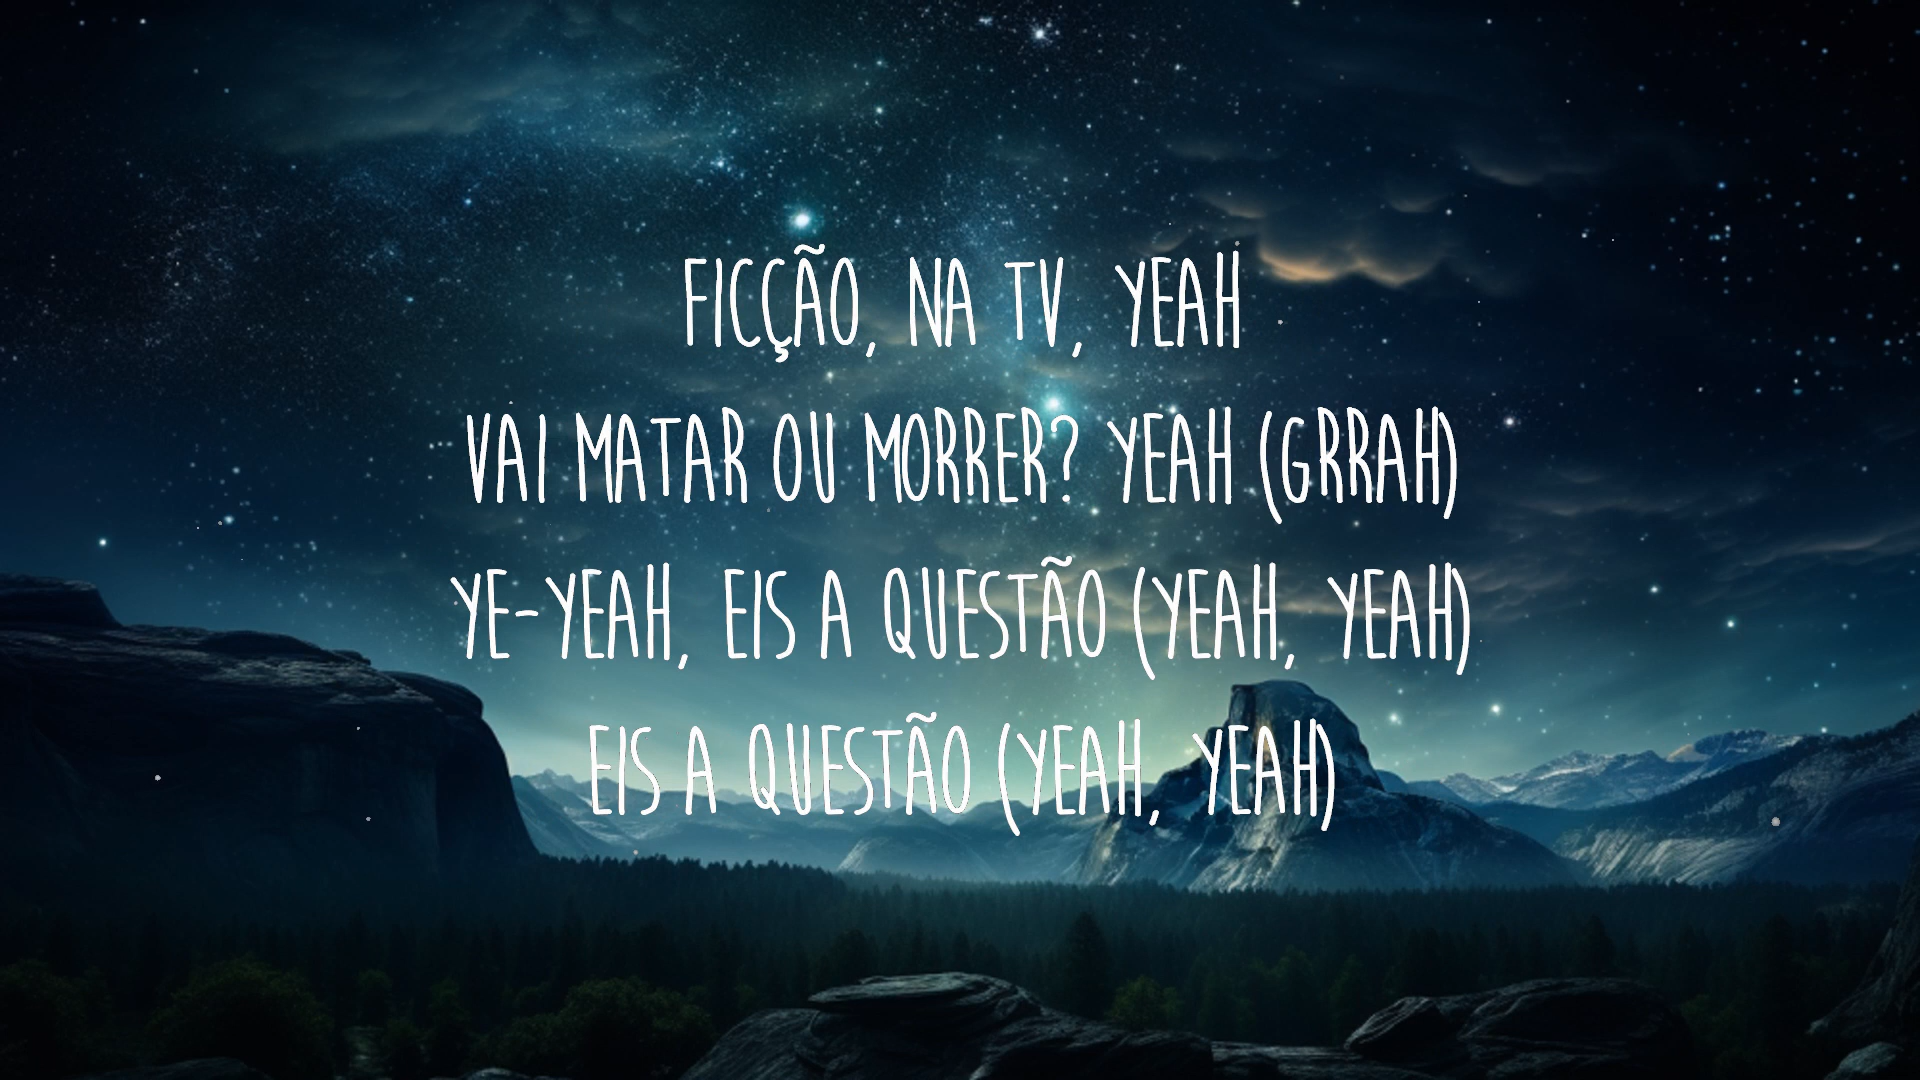 FICÇÃO, NA TV, YEAH
VAI MATAR OU MORRER? YEAH (GRRAH)
YE-YEAH, EIS A QUESTÃO (YEAH, YEAH)
EIS A QUESTÃO (YEAH, YEAH)